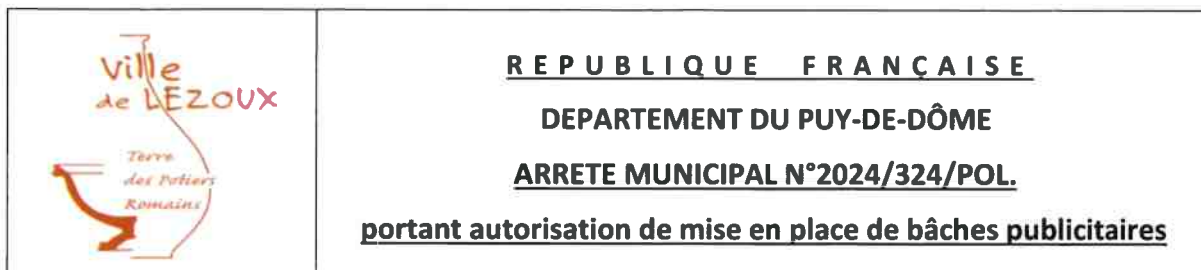 Ville
de LEZOUX
Terre
des Potiers
Romains
REPUBLIQUE FRANÇAISE
DEPARTEMENT DU PUY-DE-DÔME
ARRETE MUNICIPAL N°2024/324/POL.
portant autorisation de mise en place de bâches publicitaires